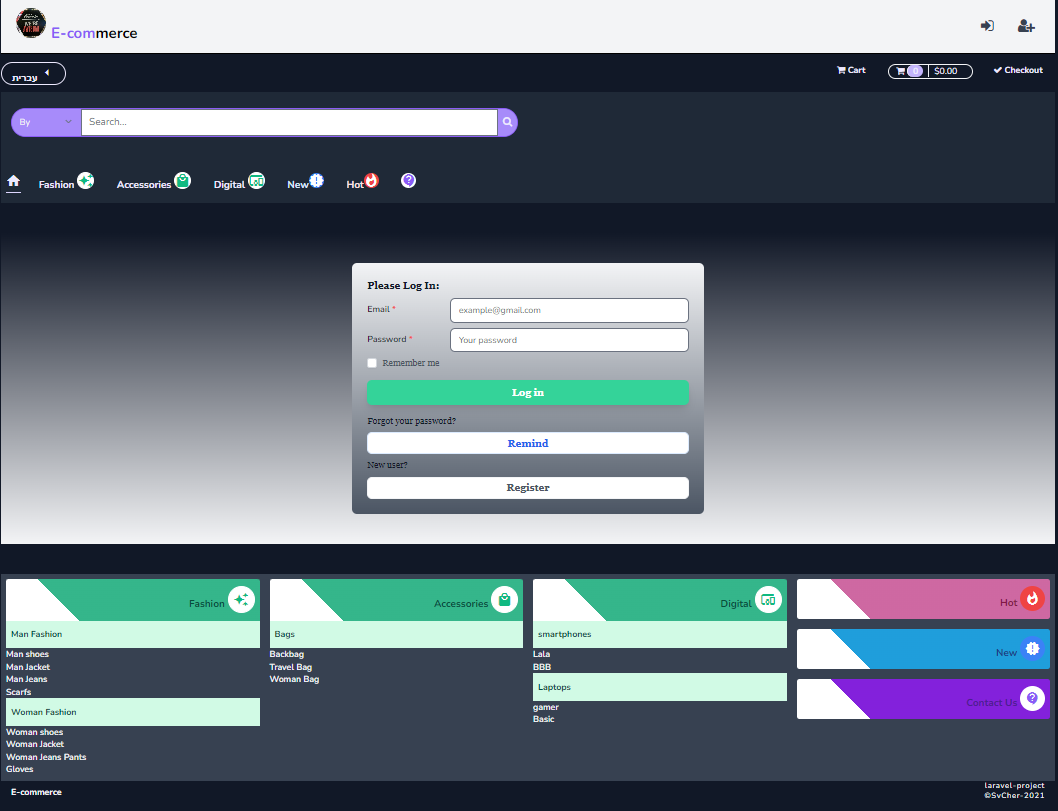 E-commerce
עברית
Cart
0
$0.00
Checkout
By
Search...
Fashion
Accessories
Digital
New
Hot
Please Log In:
Email *
example@gmail.com
Password *
Your password
Remember me
Log in
Forgot your password?
Remind
New user?
Register
Fashion
Man Fashion
Man shoes
Man Jacket
Man Jeans
Scarfs
Woman Fashion
Woman shoes
Woman Jacket
Woman Jeans Pants
Gloves
Accessories
Bags
Backbag
Travel Bag
Woman Bag
Digital
smartphones
Lala
BBB
Laptops
gamer
Basic
Hot
New
Contact Us
E-commerce
laravel-project
©SvCher-2021